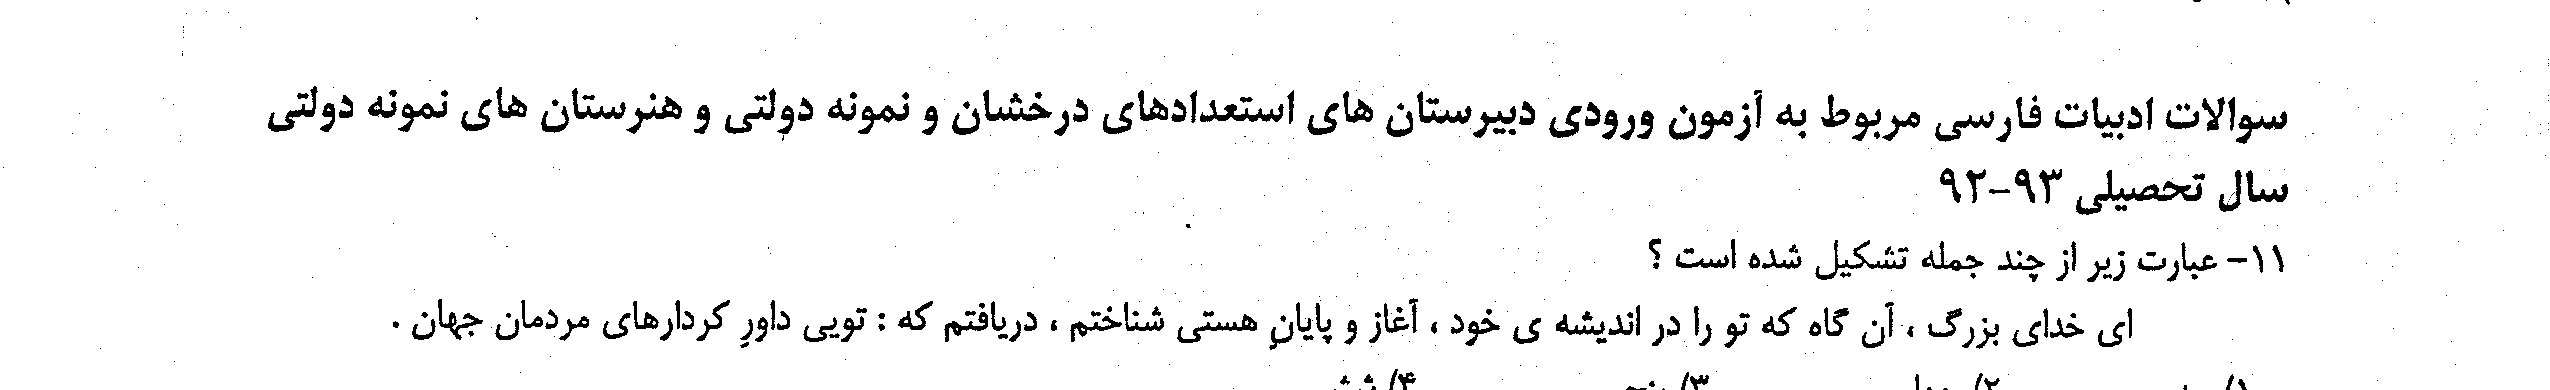 سوالات ادبیات فارسی مربوط به آزمون ورودی دبیرستان های استعدادهای درخشان و نمونه دولتی و هنرستان های نمونه دولتی
سال تحصیلی ۹۳-۹۲
۱۱- عبارت زیر از چند جمله تشکیل شده است ؟
ای خدای بزرگ ، آن گاه که تو را در اندیشه ی خود ، آغاز و پایانِ هستی شناختم ، دریافتم که : تویی داورِ کردارهای مردمان جهان .